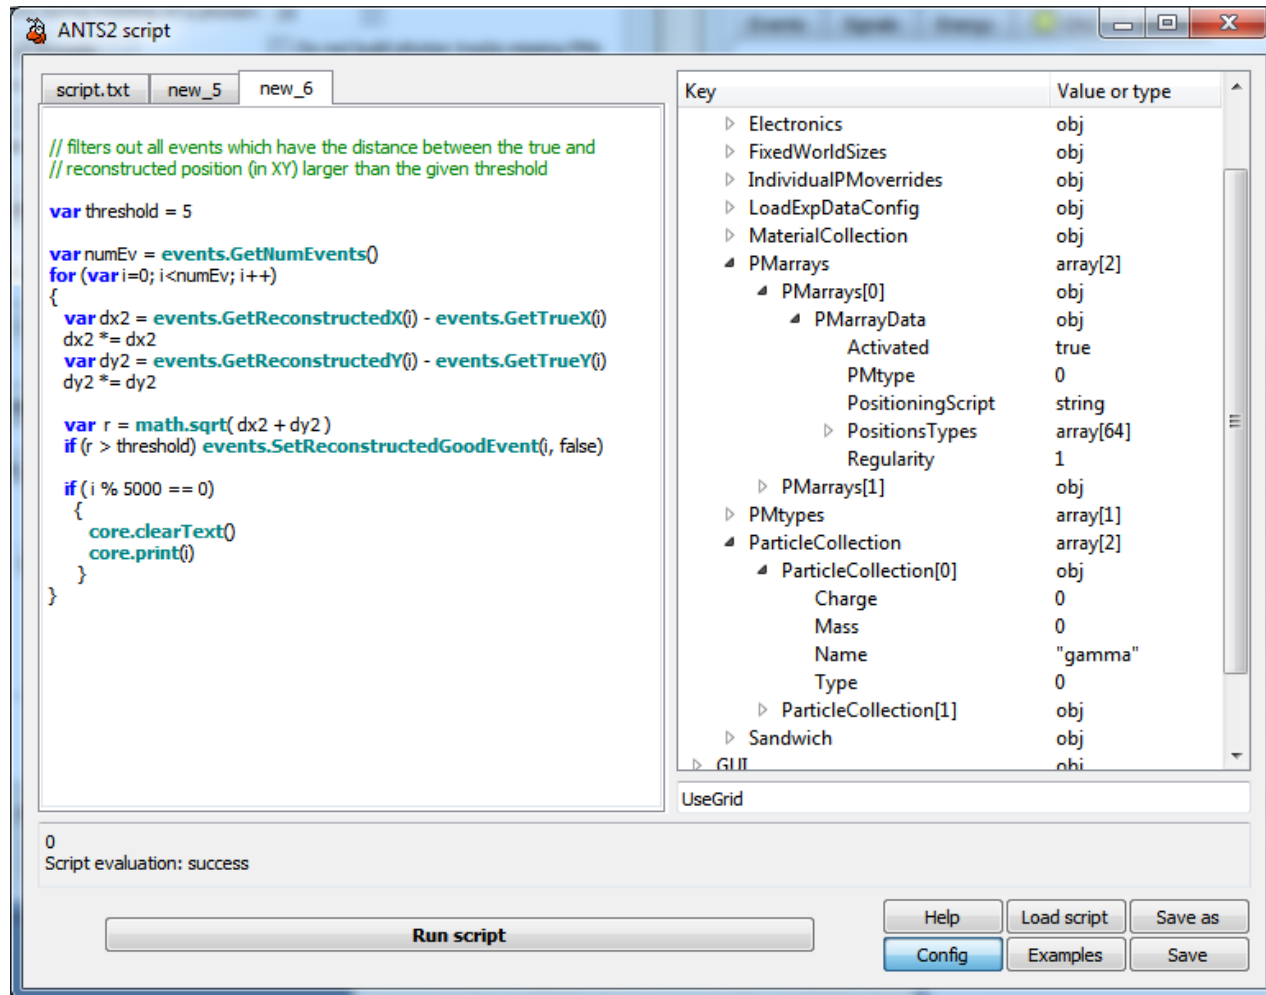 ANTS2 script
script.txt
new_5
new_6
// filters out all events which have the distance between the true and
// reconstructed position (in XY) larger than the given threshold
var threshold = 5
var numEv = events.GetNumEvents()
for (var i=0; i<numEv; i++)
{
var dx2 = events.GetReconstructedX(i) - events.GetTrueX(i)
dx2 *= dx2
var dy2 = events.GetReconstructedY(i) - events.GetTrueY(i)
dy2 *= dy2
var r = math.sqrt( dx2 + dy2 )
if (r > threshold) events.SetReconstructedGoodEvent(i, false)
if ( i % 5000 == 0)
{
core.clearText()
core.print(i)
}
}
Key Value or type
Electronics obj
FixedWorldSizes obj
IndividualPMoverrides obj
LoadExpDataConfig obj
MaterialCollection obj
PMarrays array[2]
PMarrays[0] obj
PMarrayData obj
Activated true
PMtype 0
PositioningScript string
PositionsTypes array[64]
Regularity 1
PMarrays[1] obj
PMtypes array[1]
ParticleCollection array[2]
ParticleCollection[0] obj
Charge 0
Mass 0
Name "gamma"
Type 0
ParticleCollection[1] obj
Sandwich obj
GUI obj
UseGrid
0
Script evaluation: success
Run script
Help
Load script
Save as
Config
Examples
Save